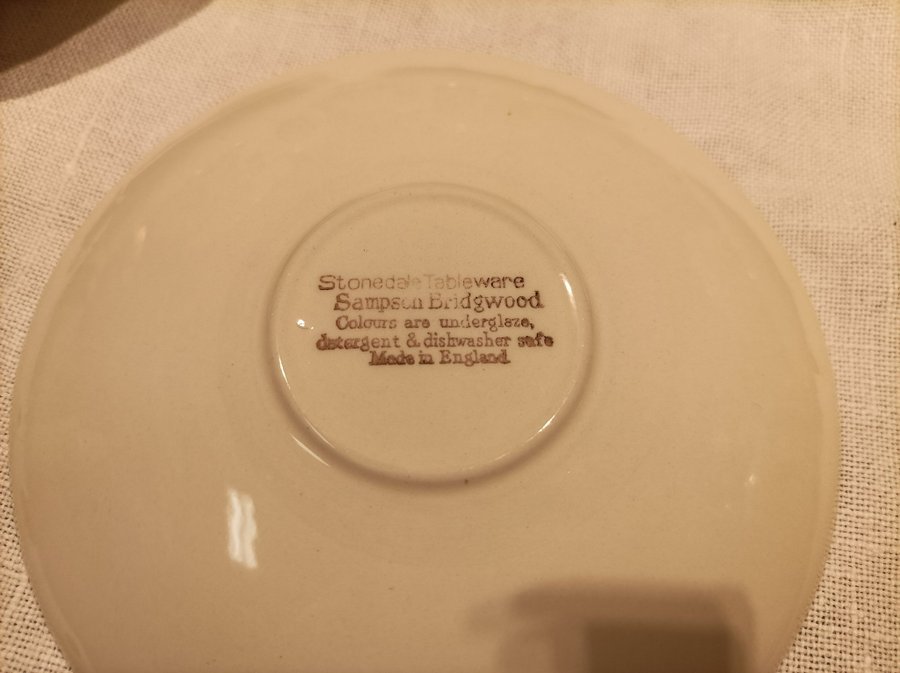 Stonedale Tableware
Sampson Bridgwood
Colours are underglaze,
detergent & dishwasher safe
Made in England